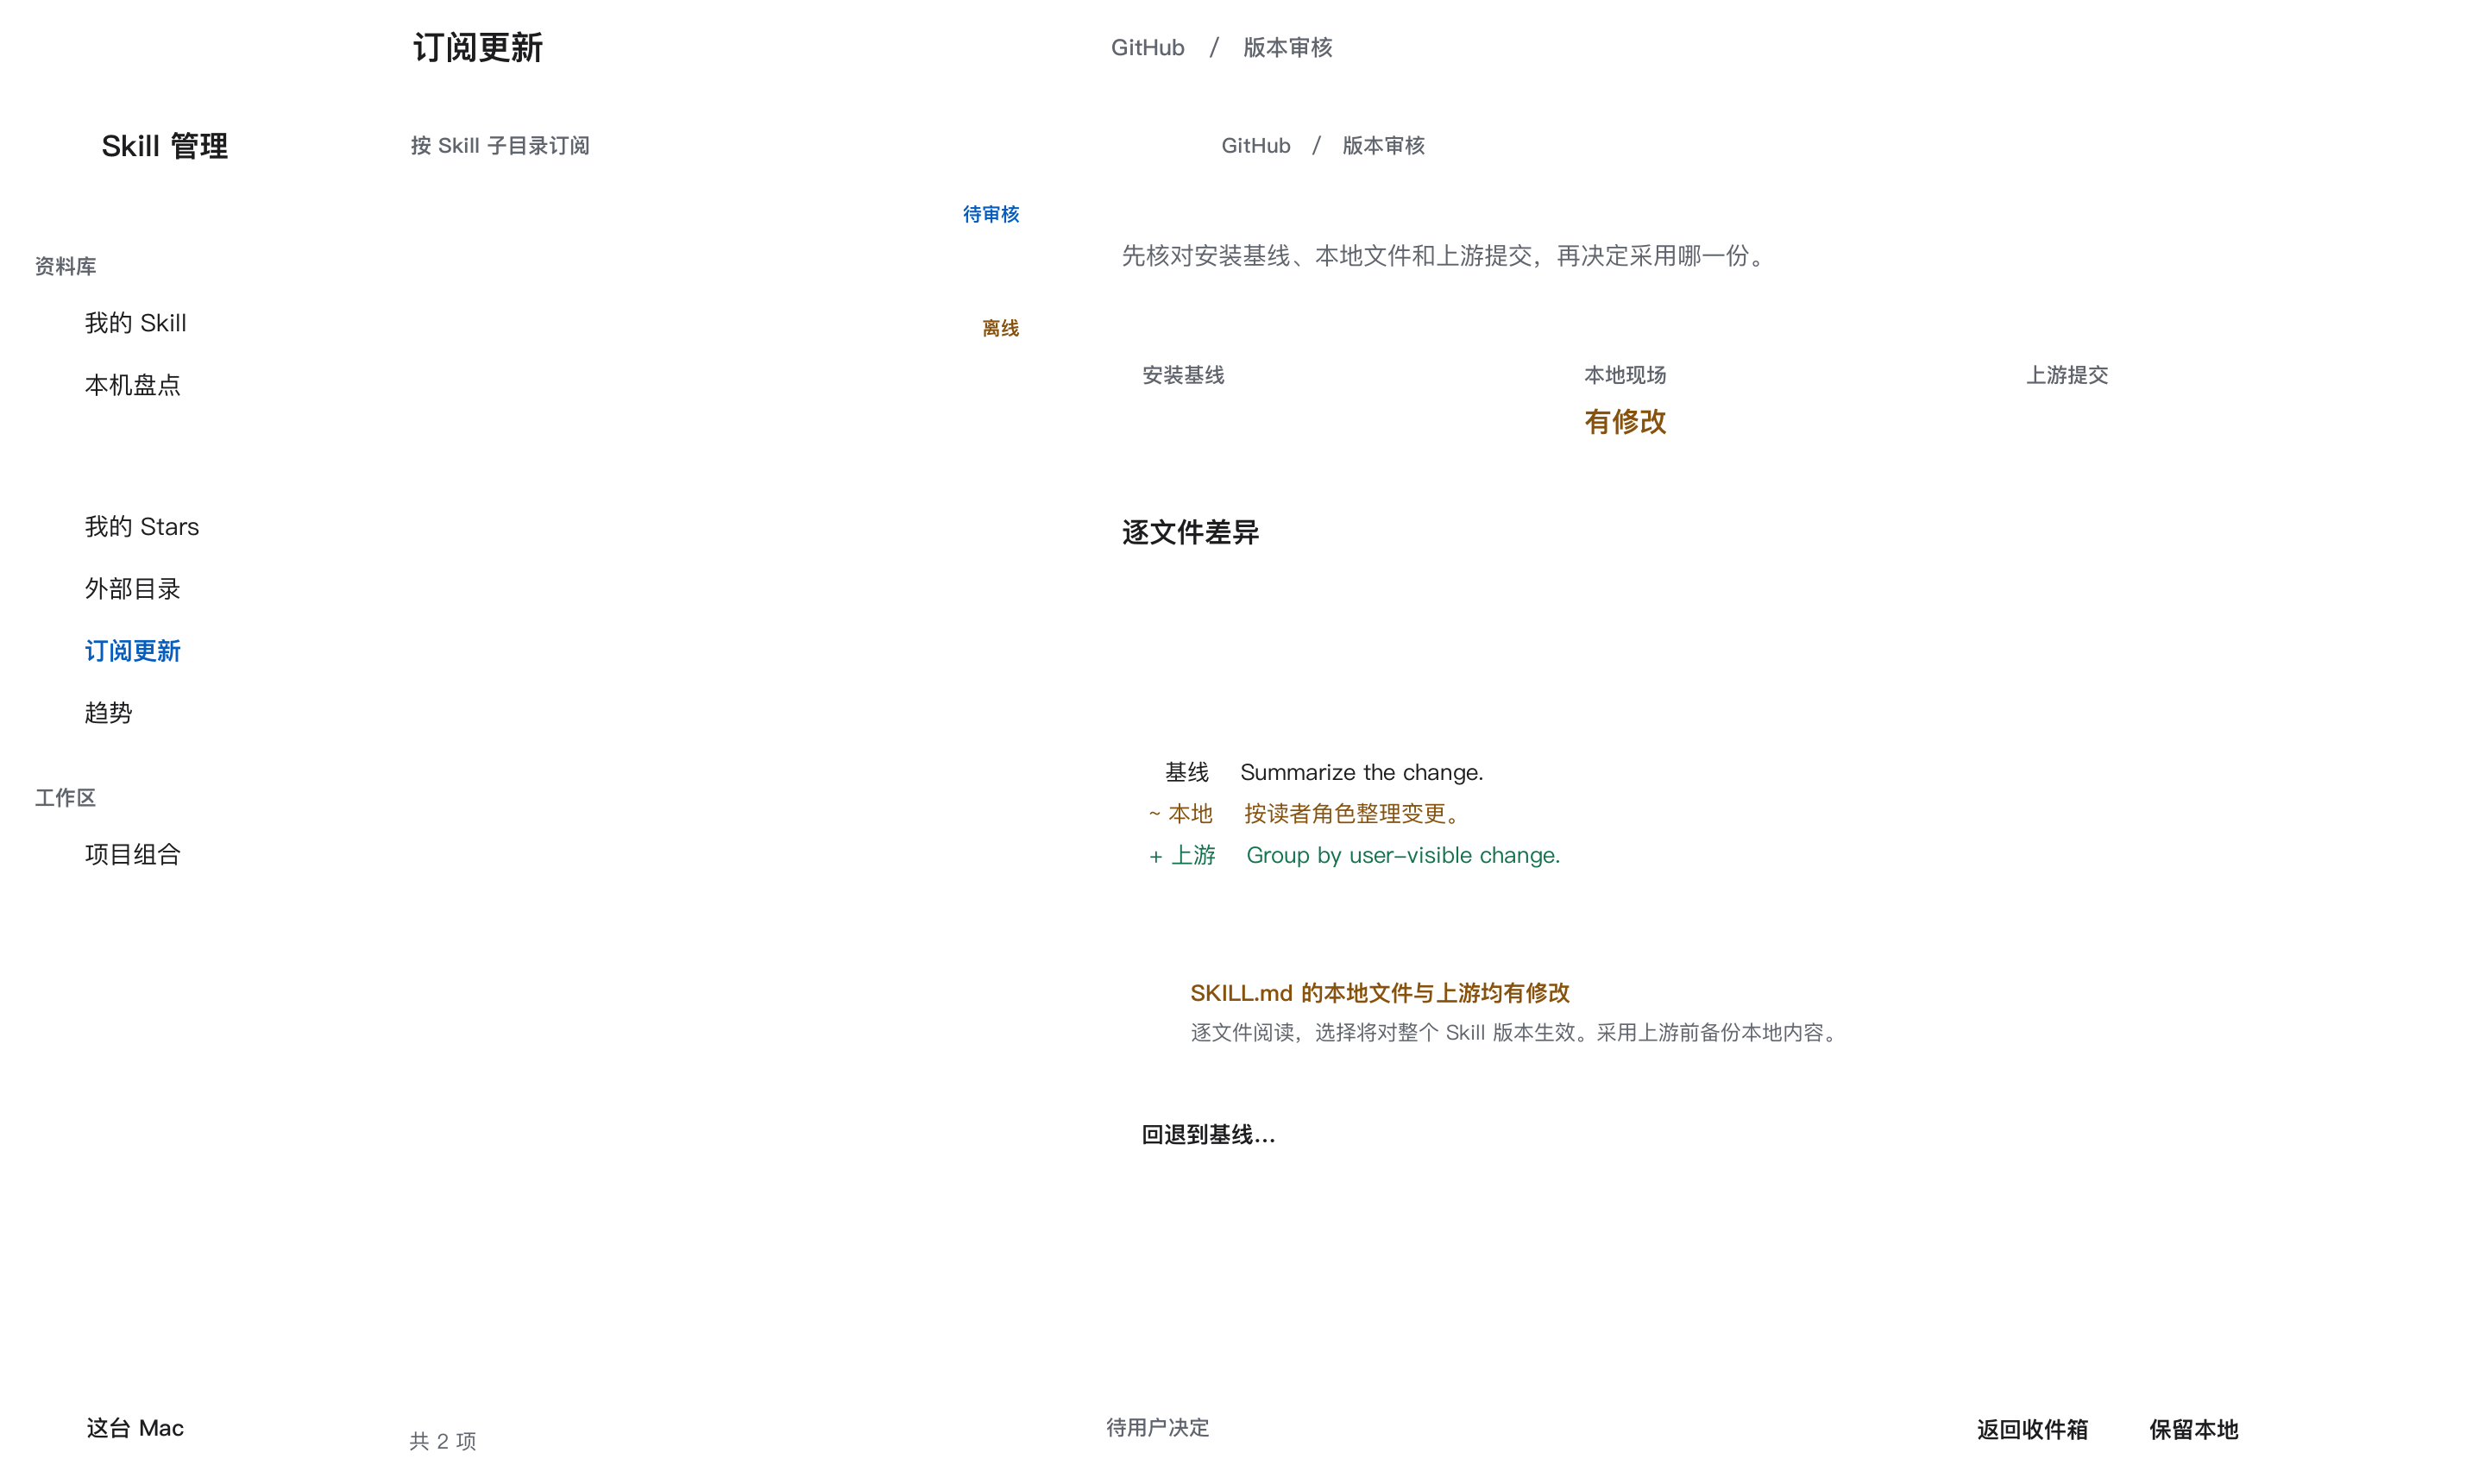 订阅更新
GitHub / 版本审核
Skill 管理
按 Skill 子目录订阅
GitHub / 版本审核
待审核
离线
资料库
我的 Skill
本机盘点
我的 Stars
外部目录
订阅更新
趋势
工作区
项目组合
先核对安装基线、本地文件和上游提交，再决定采用哪一份。
安装基线
本地现场
有修改
上游提交
逐文件差异
基线 Summarize the change.
~ 本地 按读者角色整理变更。
+ 上游 Group by user-visible change.
SKILL.md 的本地文件与上游均有修改
逐文件阅读，选择将对整个 Skill 版本生效。采用上游前备份本地内容。
回退到基线...
这台 Mac
共 2 项
待用户决定
返回收件箱
保留本地